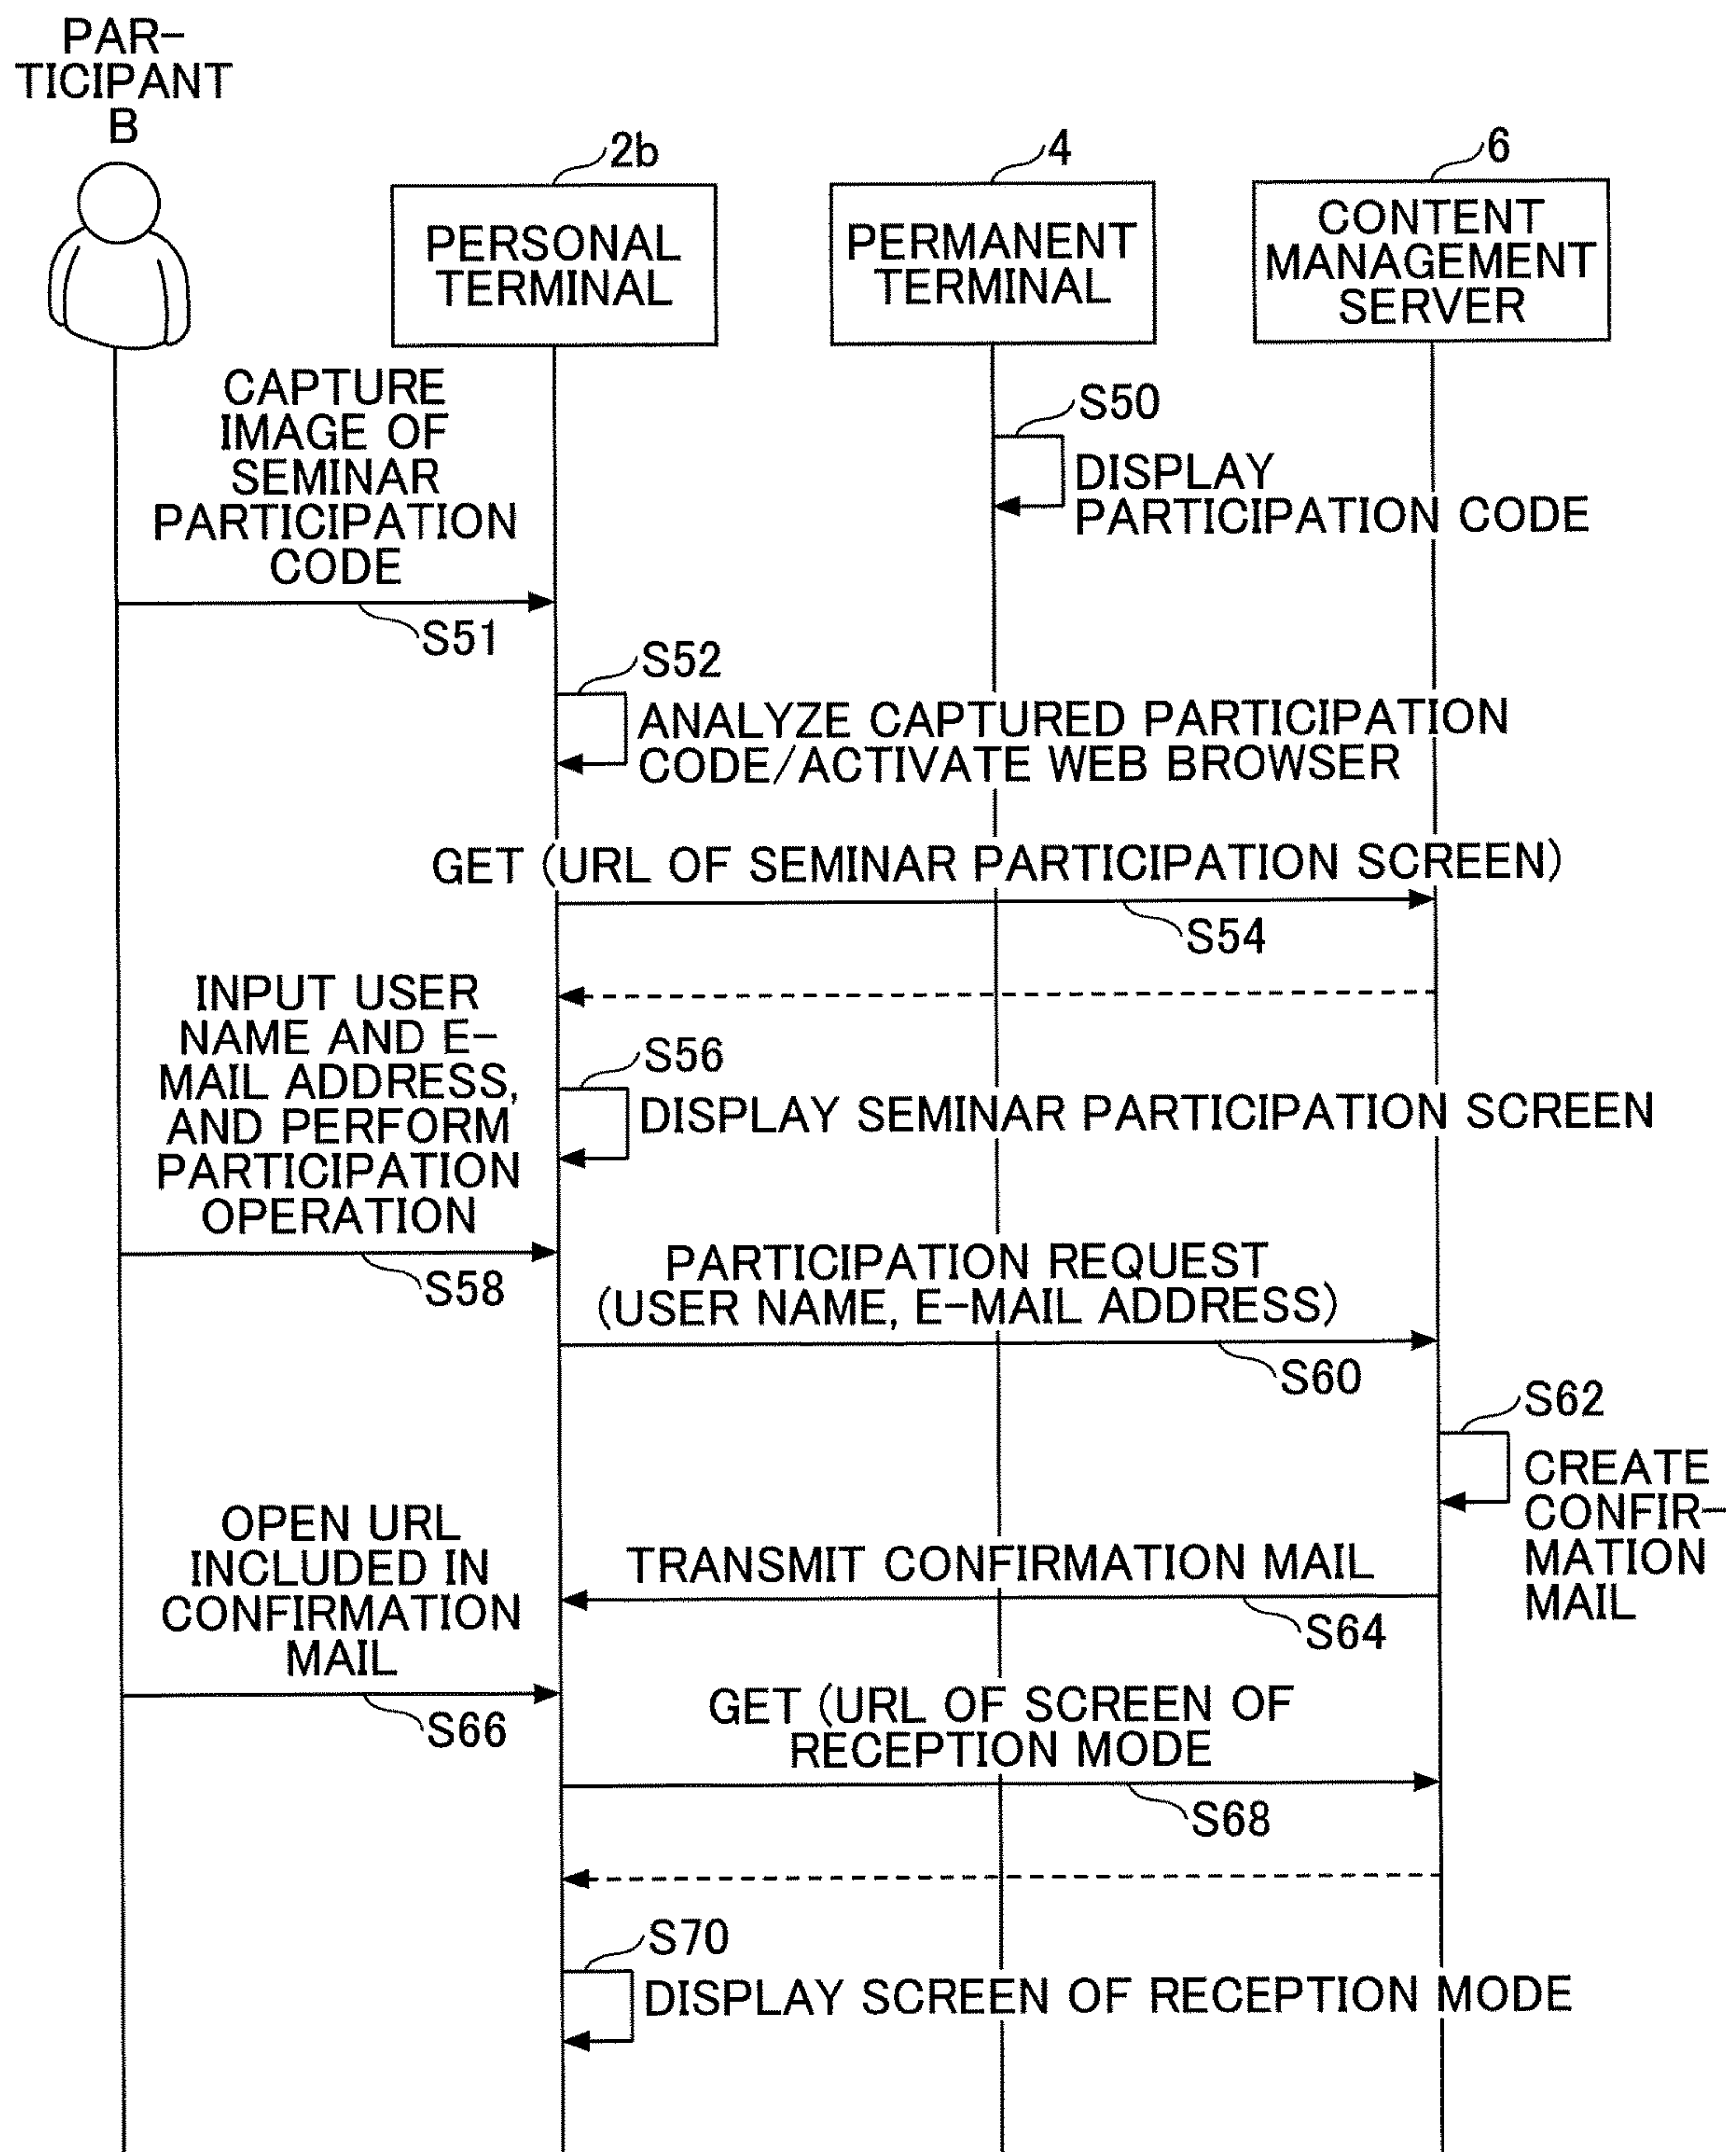 PAR-
TICIPANT
B
2b
4
6
PERSONAL
TERMINAL
PERMANENT
TERMINAL
CONTENT
MANAGEMENT
SERVER
CAPTURE
IMAGE OF
SEMINAR
PARTICIPATION
CODE
S50
DISPLAY
PARTICIPATION CODE
S51
S52
ANALYZE CAPTURED PARTICIPATION
CODE/ACTIVATE WEB BROWSER
GET (URL OF SEMINAR PARTICIPATION SCREEN)
S54
INPUT USER
NAME AND E-
MAIL ADDRESS,
AND PERFORM
PARTICIPATION
OPERATION
S56
DISPLAY SEMINAR PARTICIPATION SCREEN
S58
PARTICIPATION REQUEST
(USER NAME, E-MAIL ADDRESS)
S60
S62
CREATE
CONFIR-
MATION
MAIL
OPEN URL
INCLUDED IN
CONFIRMATION
MAIL
TRANSMIT CONFIRMATION MAIL
S64
S66
GET (URL OF SCREEN OF
RECEPTION MODE
S68
S70
DISPLAY SCREEN OF RECEPTION MODE